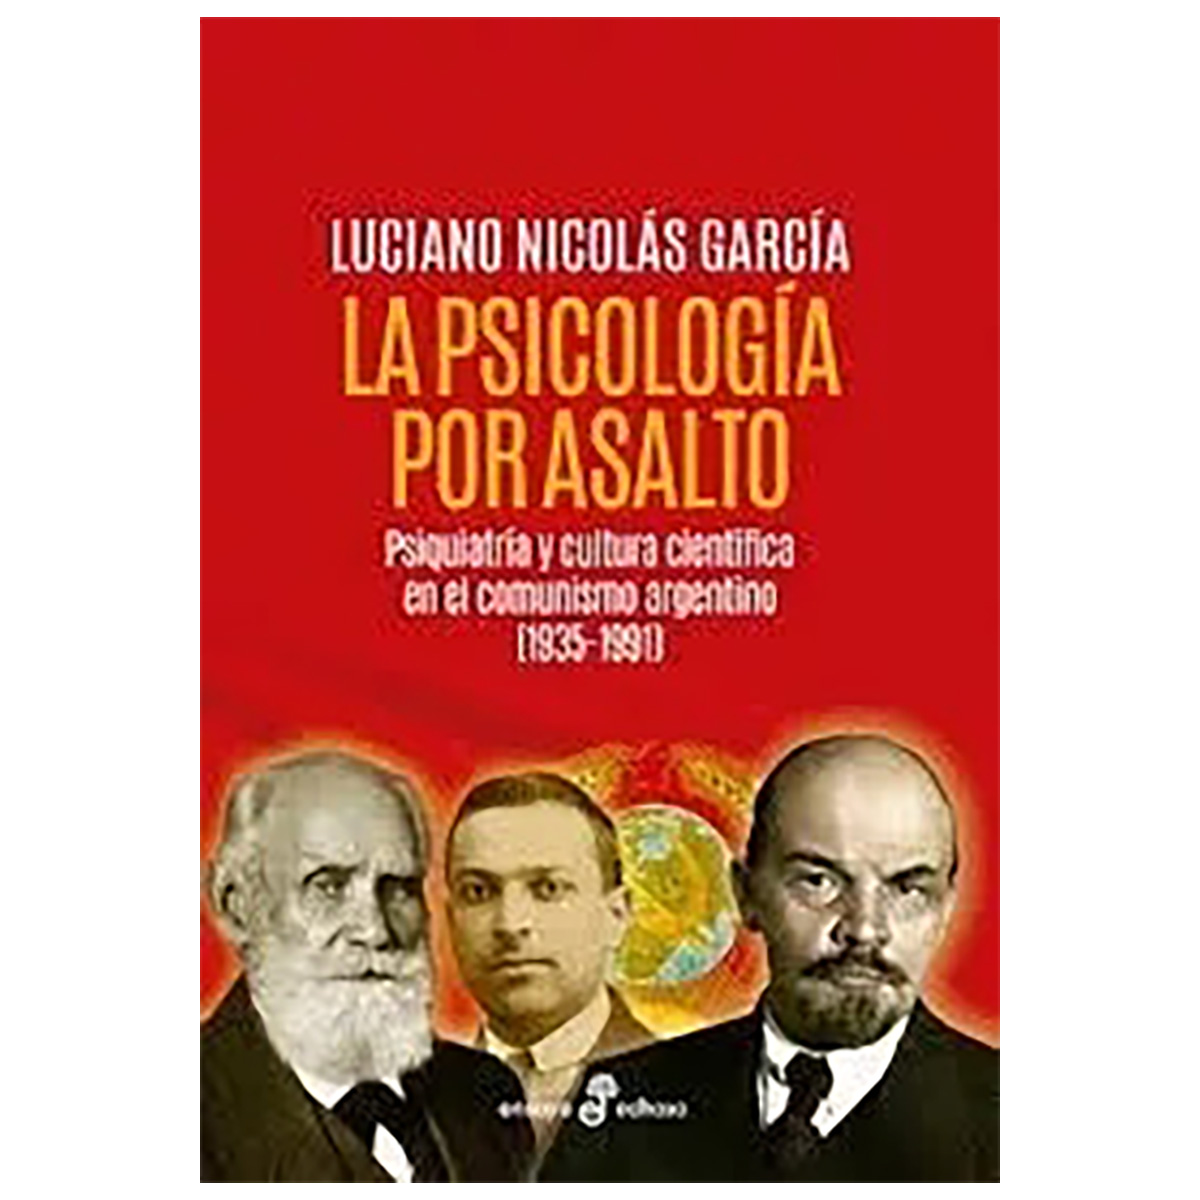 LUCIANO NICOLÁS GARCÍA
LA PSICOLOGÍA
POR ASALTO
Psiquiatría y cultura científica
en el comunismo argentino
(1935-1991)
ensayo edhasa